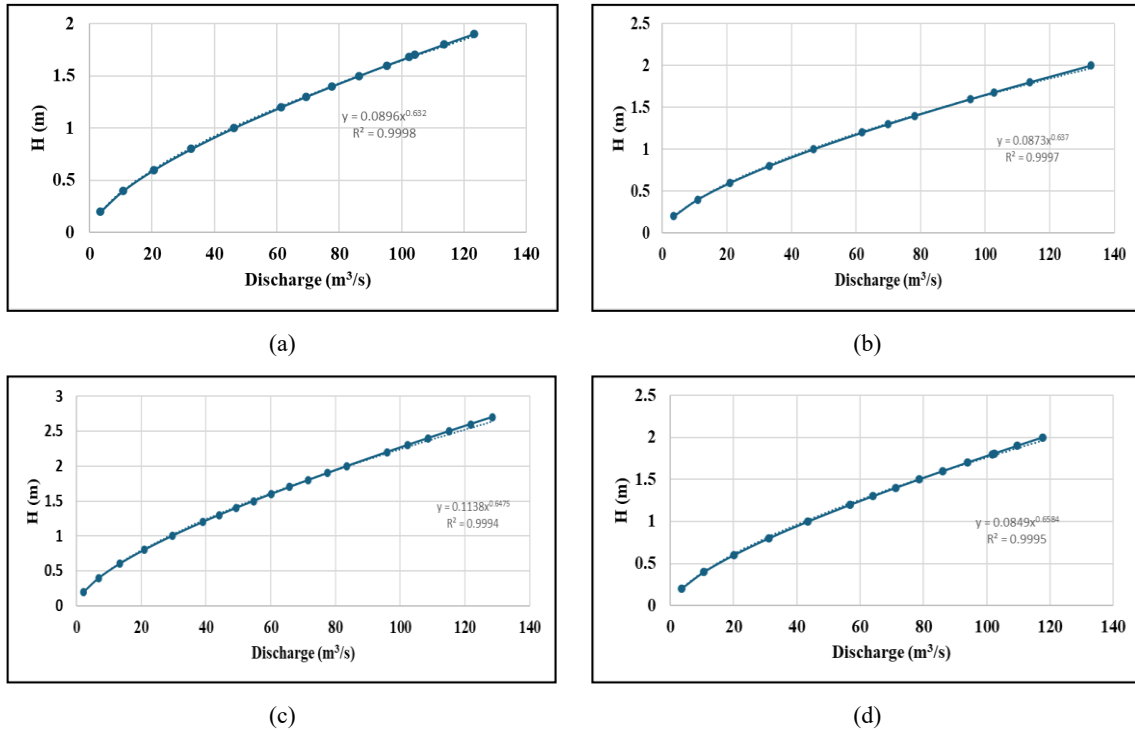 2
1.5
1
0.5
0
H (m)
y = 0.0896x^0.632
R² = 0.9998
0 20 40 60 80 100 120 140
Discharge (m³/s)
(a)
2.5
2
1.5
1
0.5
0
H (m)
y = 0.0873x^0.637
R² = 0.9997
0 20 40 60 80 100 120 140
Discharge (m³/s)
(b)
3
2.5
2
1.5
1
0.5
0
H (m)
y = 0.1138x^0.6475
R² = 0.9994
0 20 40 60 80 100 120 140
Discharge (m³/s)
(c)
2.5
2
1.5
1
0.5
0
H (m)
y = 0.0849x^0.6584
R² = 0.9995
0 20 40 60 80 100 120 140
Discharge (m³/s)
(d)